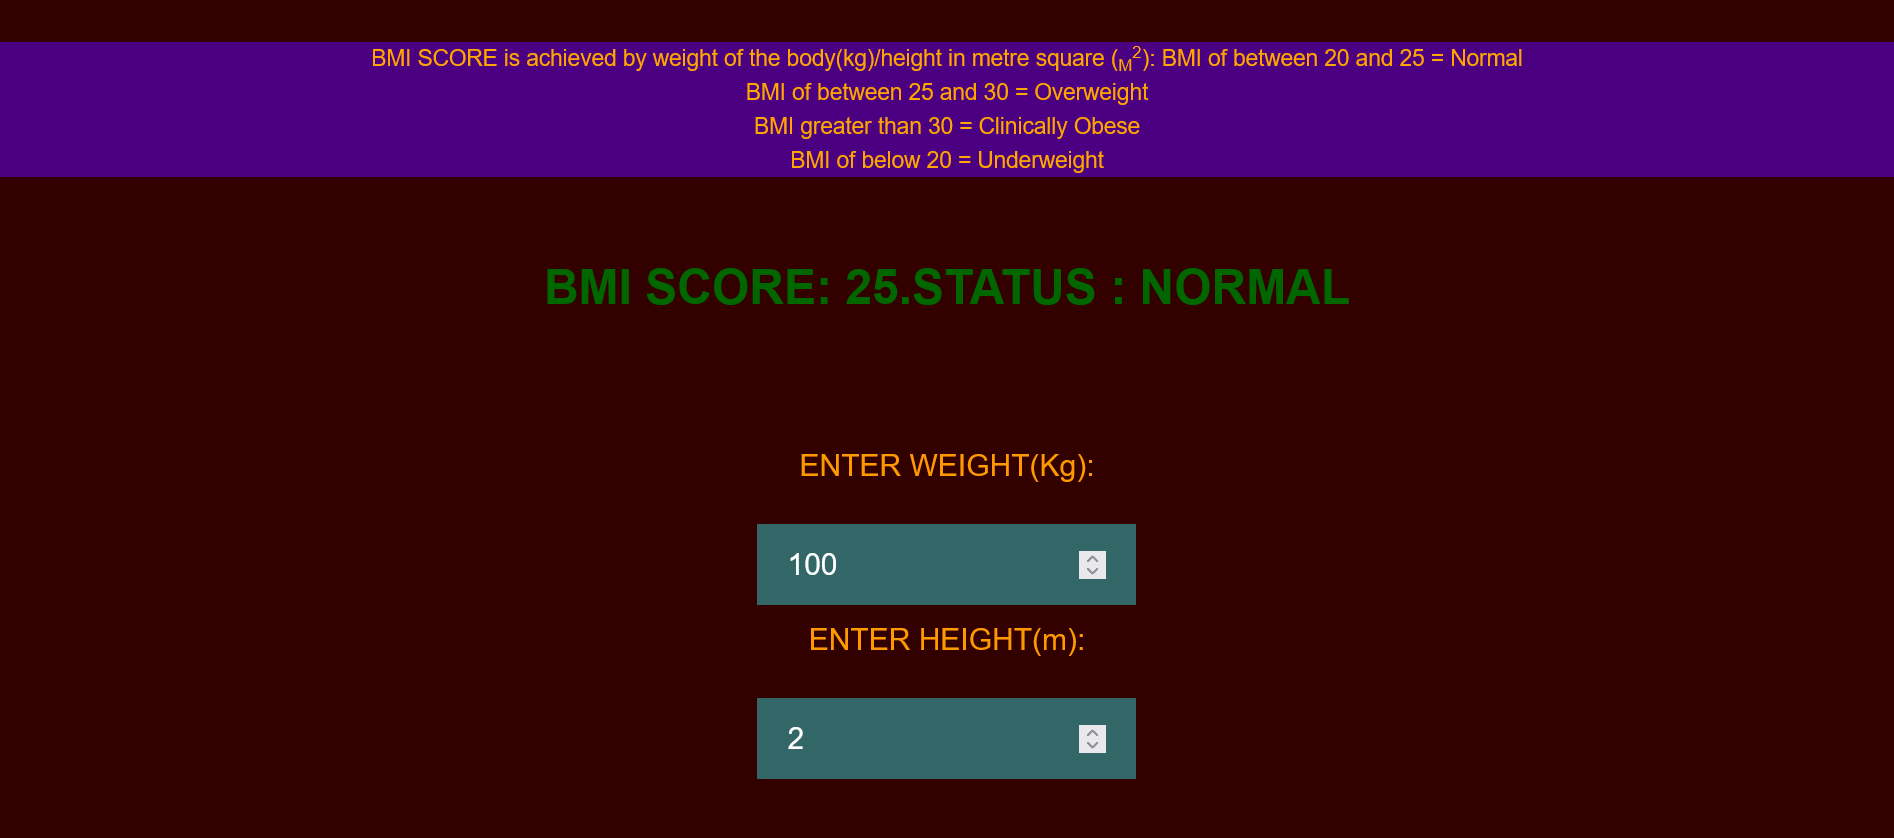 BMI SCORE is achieved by weight of the body(kg)/height in metre square (M2): BMI of between 20 and 25 = Normal
BMI of between 25 and 30 = Overweight
BMI greater than 30 = Clinically Obese
BMI of below 20 = Underweight
BMI SCORE: 25.STATUS : NORMAL
ENTER WEIGHT(Kg):
100
ENTER HEIGHT(m):
2